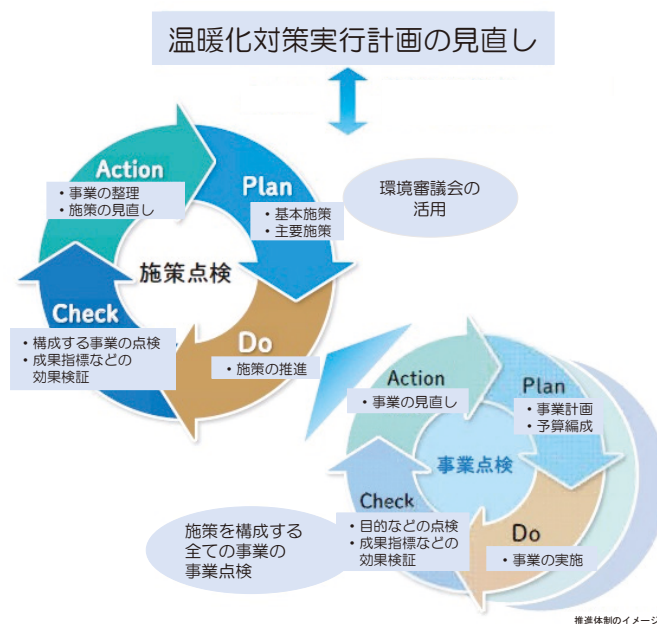 温暖化対策実行計画の見直し
Action
・事業の整理
・施策の見直し
Plan
・基本施策
・主要施策
環境審議会の
活用
施策点検
Check
・構成する事業の点検
・成果指標などの
効果検証
Do
・施策の推進
Action
・事業の見直し
Plan
・事業計画
・予算編成
事業点検
Check
・目的などの点検
・成果指標などの
効果検証
Do
・事業の実施
施策を構成する
全ての事業の
事業点検
推進体制のイメージ